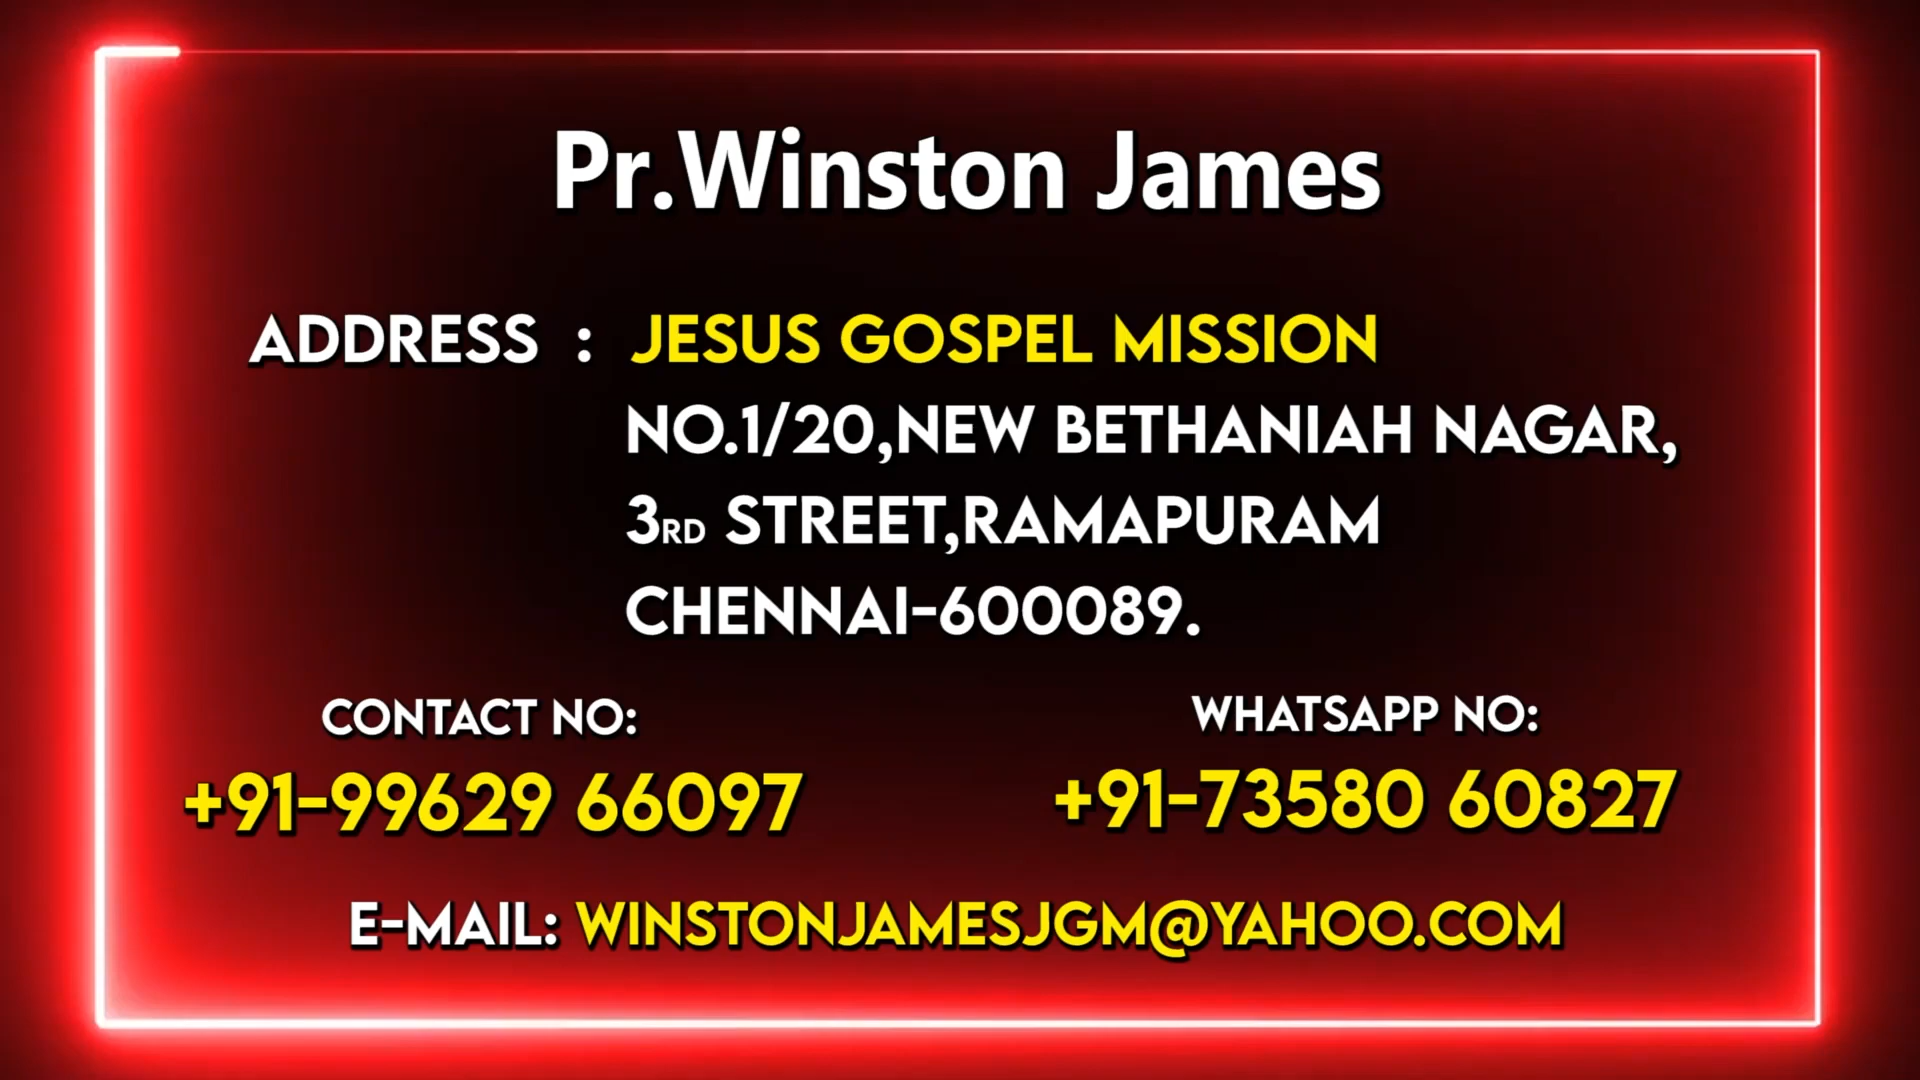 Pr.Winston James
ADDRESS : JESUS GOSPEL MISSION
NO.1/20,NEW BETHANIAH NAGAR,
3RD STREET,RAMAPURAM
CHENNAI-600089.
CONTACT NO: WHATSAPP NO:
+91-99629 66097 +91-73580 60827
E-MAIL: WINSTONJAMESJGM@YAHOO.COM